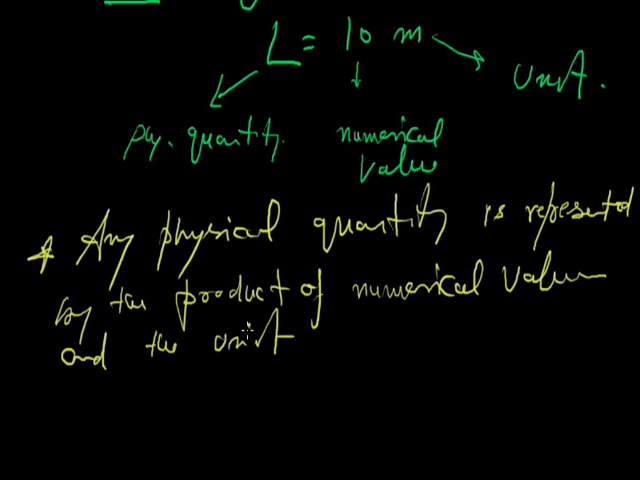 L = 10 m
unit.
phy. quantity numerical
value
* Any physical quantity is represented
by the product of numerical value
and the unit